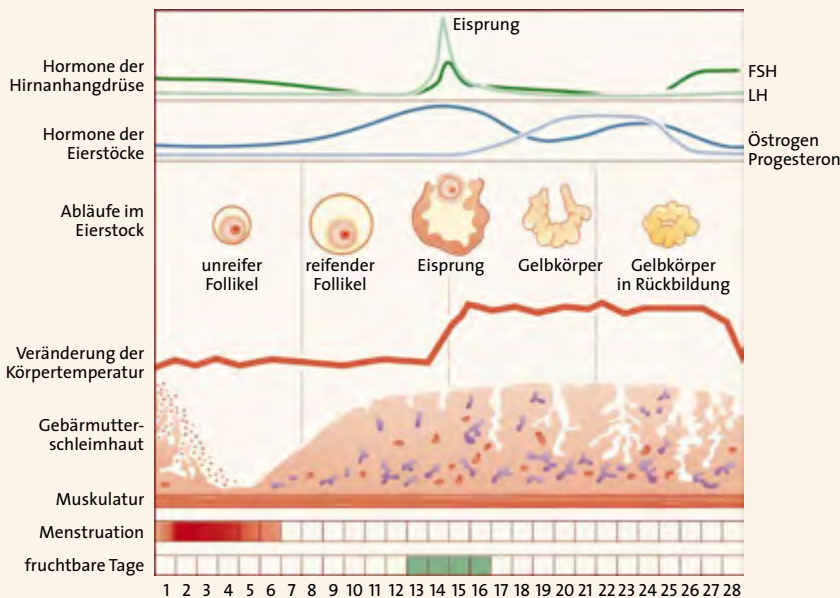 Eisprung
Hormone der
Hirnanhangdrüse
FSH
LH
Hormone der
Eierstöcke
Östrogen
Progesteron
Abläufe im
Eierstock
unreifer
Follikel
reifender
Follikel
Eisprung
Gelbkörper
Gelbkörper
in Rückbildung
Veränderung der
Körpertemperatur
Gebärmutter-
schleimhaut
Muskulatur
Menstruation
fruchtbare Tage
1 2 3 4 5 6 7 8 9 10 11 12 13 14 15 16 17 18 19 20 21 22 23 24 25 26 27 28